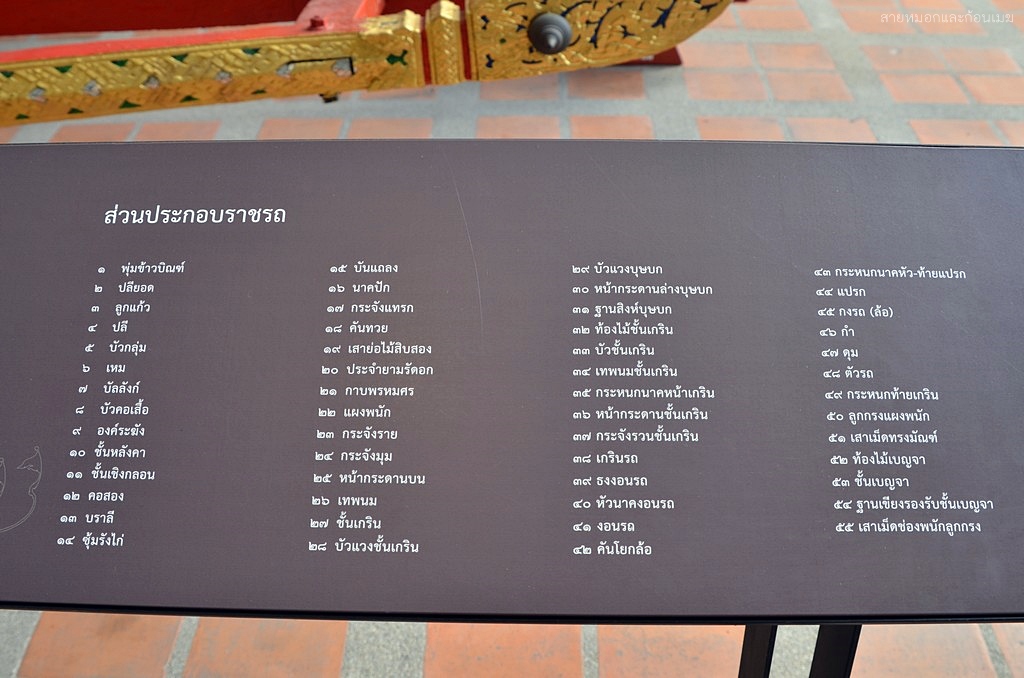 สายหมอกและก้อนเมฆ
ส่วนประกอบราชรถ
๑ พุ่มข้าวบิณฑ์
๒ ปลียอด
๓ ลูกแก้ว
๔ ปลี
๕ บัวกลุ่ม
๖ เหม
๗ บัลลังก์
๘ บัวคอเสื้อ
๙ องค์ระฆัง
๑๐ ชั้นหลังคา
๑๑ ชั้นเชิงกลอน
๑๒ คอสอง
๑๓ บราลี
๑๔ ซุ้มรังไก่
๑๕ บันแถลง
๑๖ นาคปัก
๑๗ กระจังแทรก
๑๘ คันทวย
๑๙ เสาย่อไม้สิบสอง
๒๐ ประจำยามรัดอก
๒๑ กาบพรหมศร
๒๒ แผงพนัก
๒๓ กระจังราย
๒๔ กระจังมุม
๒๕ หน้ากระดานบน
๒๖ เทพนม
๒๗ ชั้นเกริน
๒๘ บัวแวงชั้นเกริน
๒๙ บัวแวงบุษบก
๓๐ หน้ากระดานล่างบุษบก
๓๑ ฐานสิงห์บุษบก
๓๒ ท้องไม้ชั้นเกริน
๓๓ บัวชั้นเกริน
๓๔ เทพนมชั้นเกริน
๓๕ กระหนกนาคหน้าเกริน
๓๖ หน้ากระดานชั้นเกริน
๓๗ กระจังรวนชั้นเกริน
๓๘ เกรินรถ
๓๙ ธงงอนรถ
๔๐ หัวนาคงอนรถ
๔๑ งอนรถ
๔๒ คันโยกล้อ
๔๓ กระหนกนาคหัว-ท้ายแปรก
๔๔ แปรก
๔๕ กงรถ (ล้อ)
๔๖ กำ
๔๗ ดุม
๔๘ ตัวรถ
๔๙ กระหนกท้ายเกริน
๕๐ ลูกกรงแผงพนัก
๕๑ เสาเม็ดทรงมัณฑ์
๕๒ ท้องไม้เบญจา
๕๓ ชั้นเบญจา
๕๔ ฐานเขียงรองรับชั้นเบญจา
๕๕ เสาเม็ดช่องพนักลูกกรง